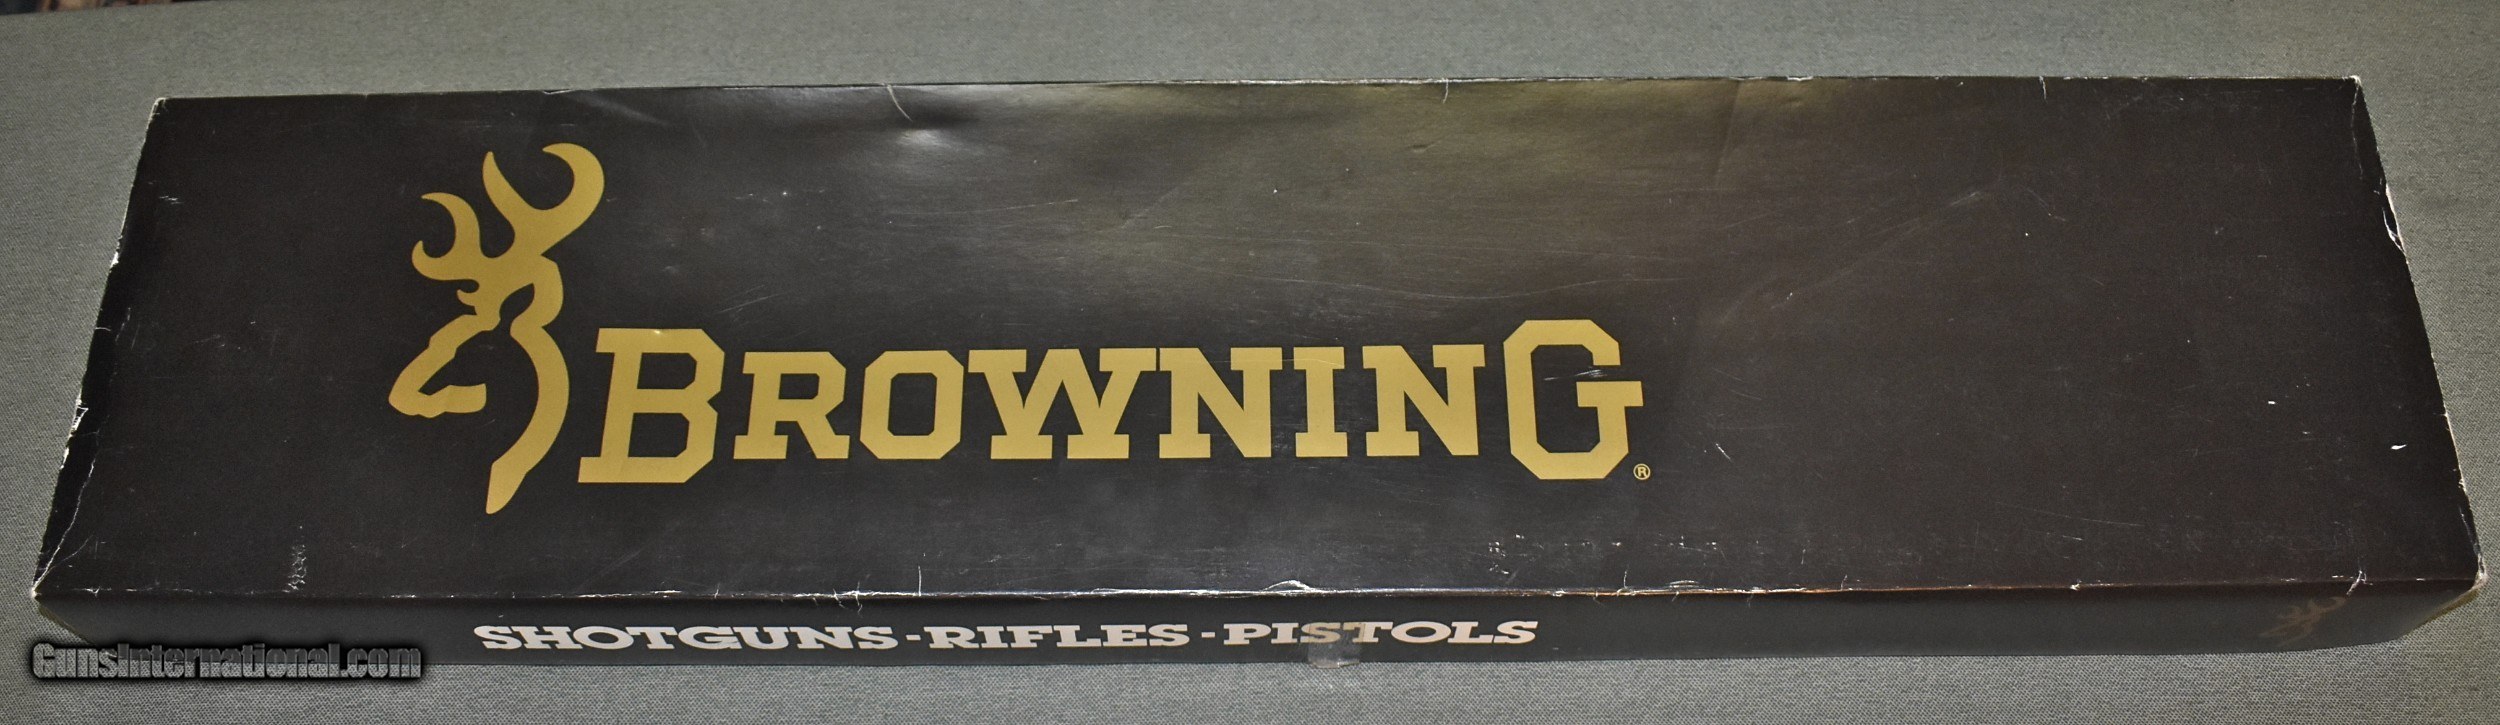 BROWNING®
SHOTGUNS-RIFLES-PISTOLS
GunsInternational.com